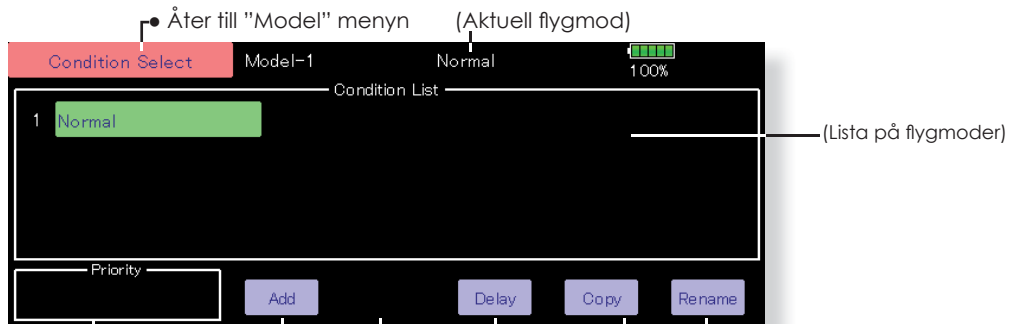 Åter till ”Model” menyn (Aktuell flygmod)
Condition Select Model-1 Normal 100%
Condition List
1 Normal
(Lista på flygmoder)
Priority
Add Delay Copy Rename